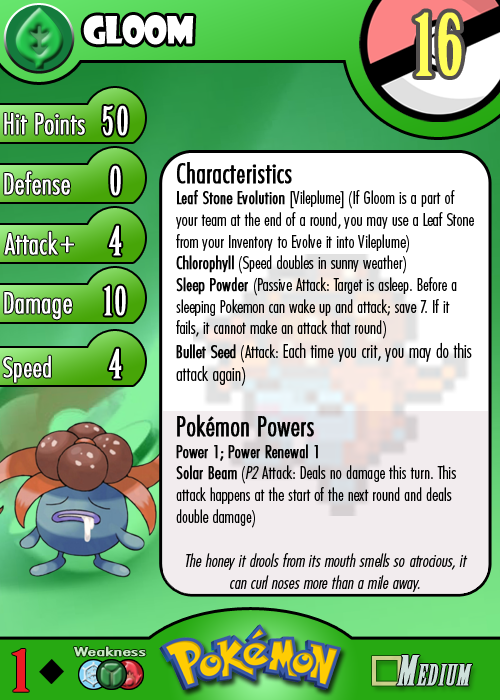 GLOOM
16
Hit Points 50
Defense 0
Attack+ 4
Damage 10
Speed 4
Characteristics
Leaf Stone Evolution [Vileplume] (If Gloom is a part of
your team at the end of a round, you may use a Leaf Stone
from your Inventory to Evolve it into Vileplume)
Chlorophyll (Speed doubles in sunny weather)
Sleep Powder (Passive Attack: Target is asleep. Before a
sleeping Pokemon can wake up and attack; save 7. If it
fails, it cannot make an attack that round)
Bullet Seed (Attack: Each time you crit, you may do this
attack again)
Pokémon Powers
Power 1; Power Renewal 1
Solar Beam (P2 Attack: Deals no damage this turn. This
attack happens at the start of the next round and deals
double damage)
The honey it drools from its mouth smells so atrocious, it
can curl noses more than a mile away.
1
Weakness
POKéMON
MEDIUM